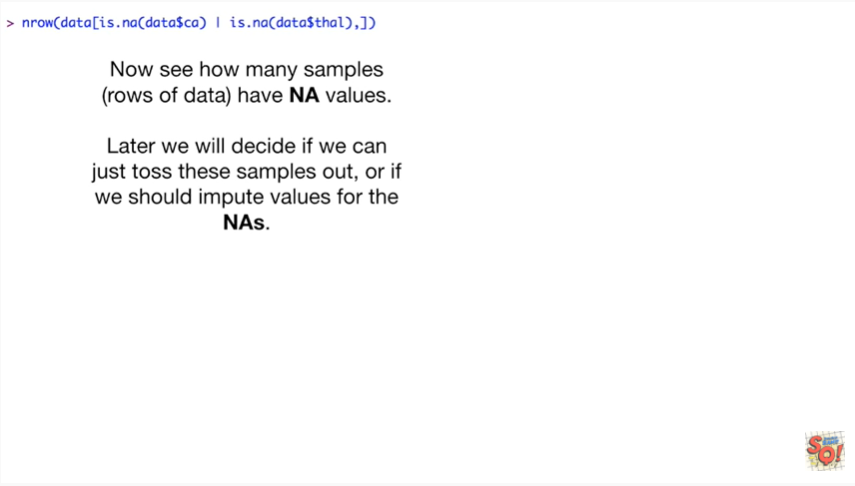 > nrow(data[is.na(data$ca) | is.na(data$thal),])
Now see how many samples
(rows of data) have NA values.
Later we will decide if we can
just toss these samples out, or if
we should impute values for the
NAs.
SQ!